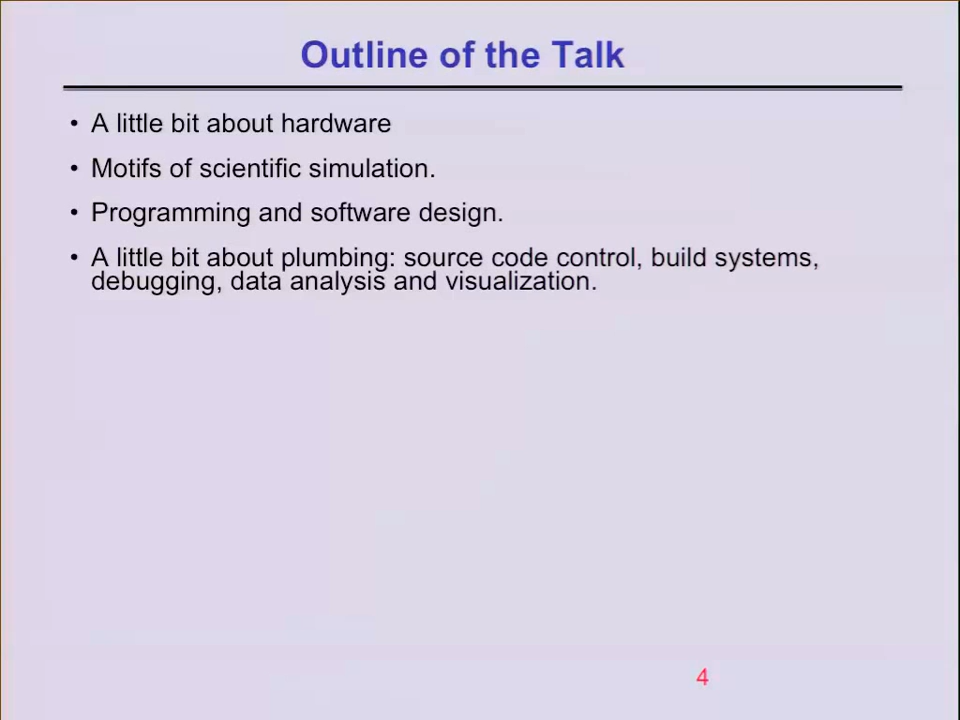 Outline of the Talk
• A little bit about hardware
• Motifs of scientific simulation.
• Programming and software design.
• A little bit about plumbing: source code control, build systems,
debugging, data analysis and visualization.
4